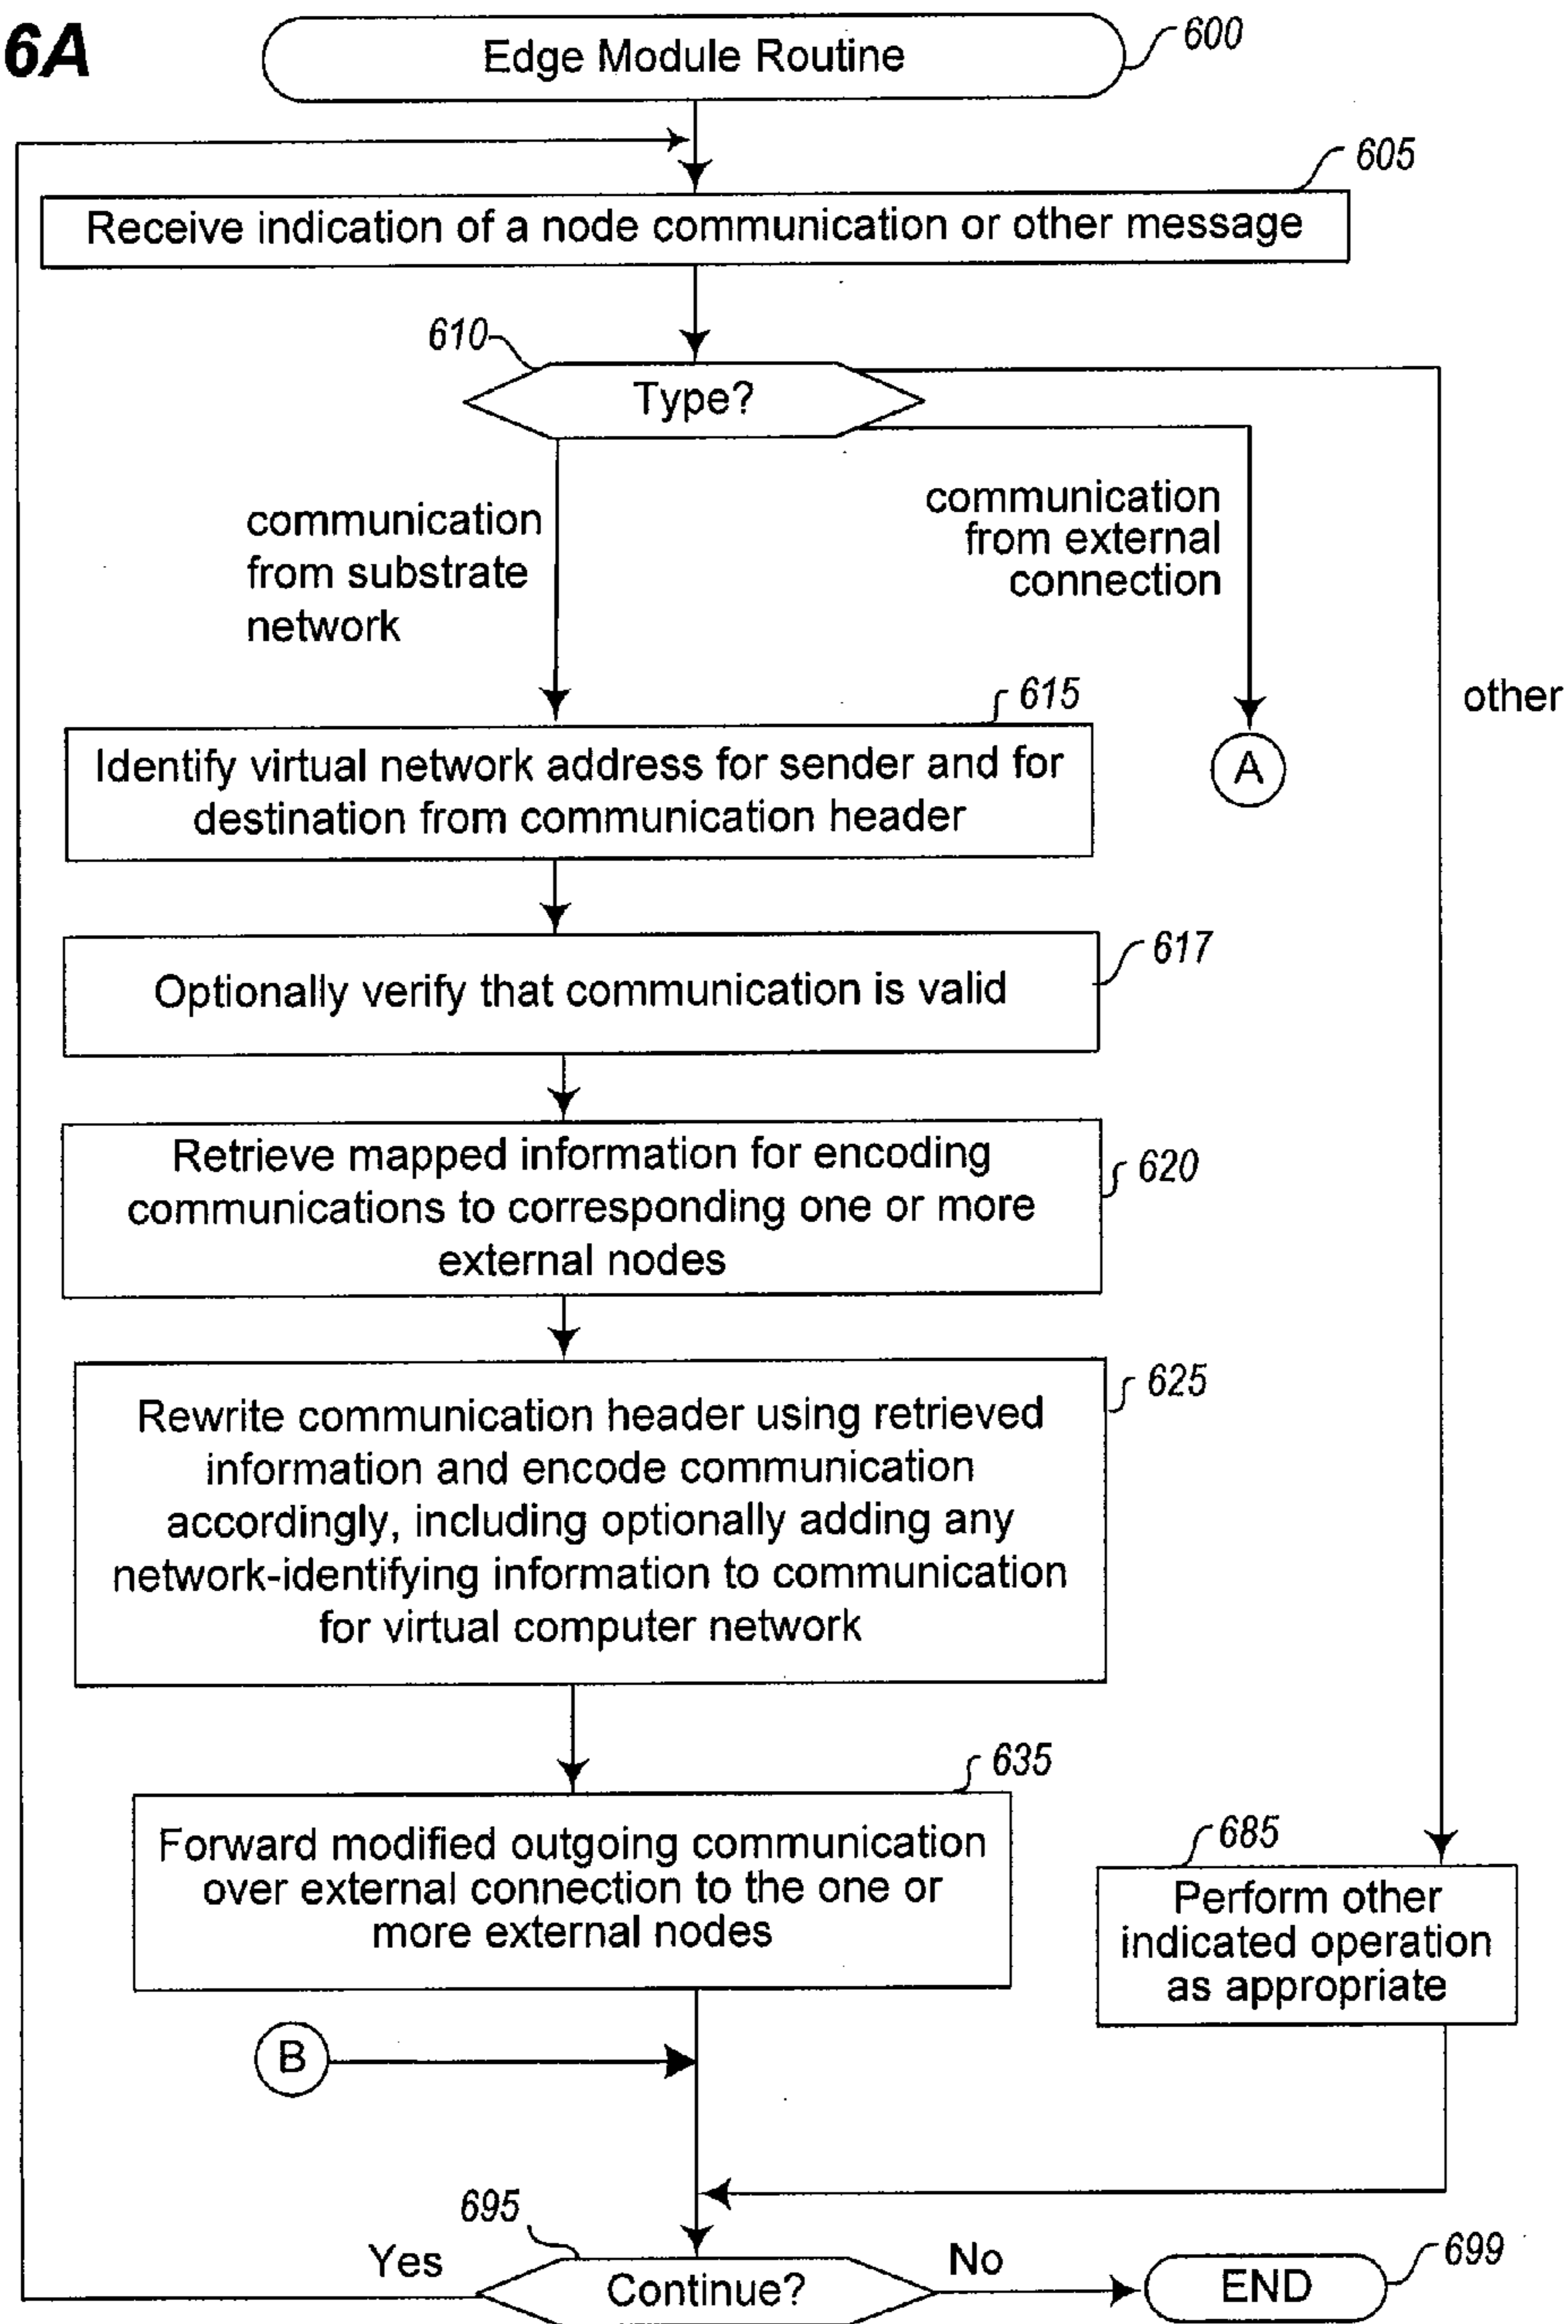 6A
Edge Module Routine
600
605
Receive indication of a node communication or other message
610
Type?
communication
from substrate
network
communication
from external
connection
other
615
Identify virtual network address for sender and for
destination from communication header
A
617
Optionally verify that communication is valid
620
Retrieve mapped information for encoding
communications to corresponding one or more
external nodes
625
Rewrite communication header using retrieved
information and encode communication
accordingly, including optionally adding any
network-identifying information to communication
for virtual computer network
635
Forward modified outgoing communication
over external connection to the one or
more external nodes
685
Perform other
indicated operation
as appropriate
B
695
Yes
Continue?
No
END
699